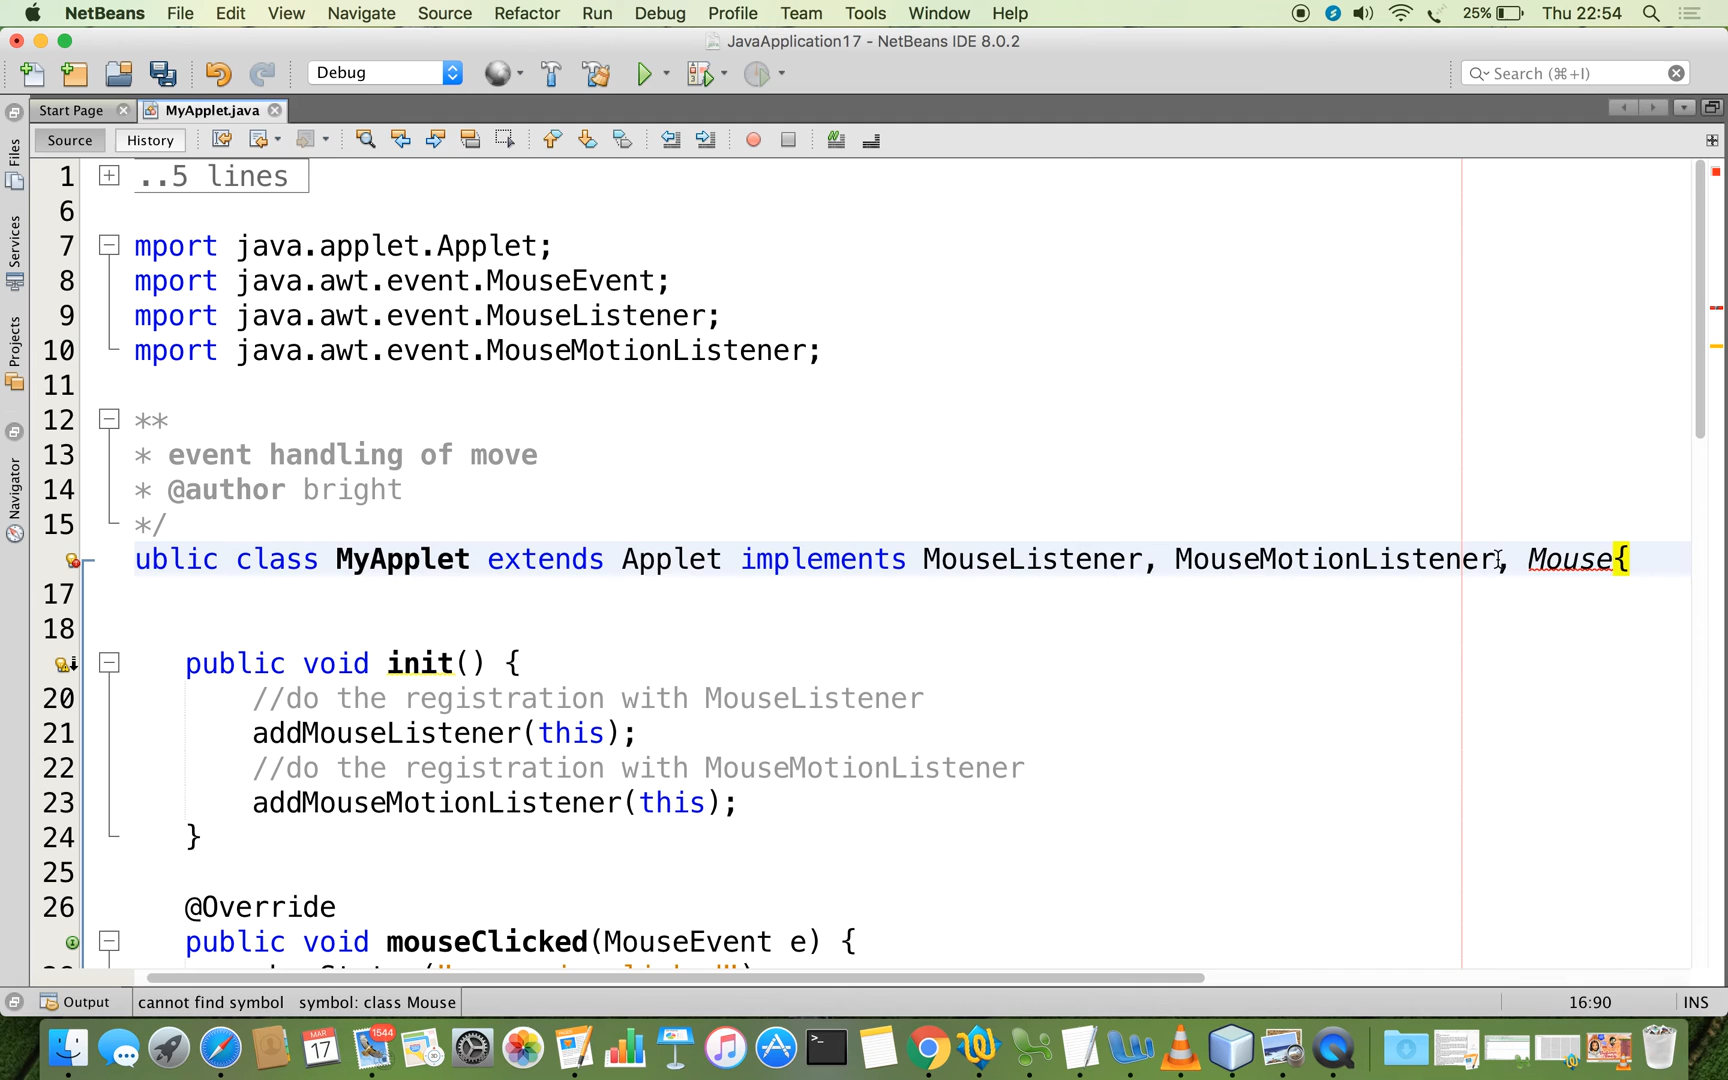 NetBeans File Edit View Navigate Source Refactor Run Debug Profile Team Tools Window Help 25% Thu 22:54
JavaApplication17 - NetBeans IDE 8.0.2
Debug Search (⌘+I)
Start Page MyApplet.java
Source History
Files
Services
Projects
Navigator
1 ..5 lines
6
7 mport java.applet.Applet;
8 mport java.awt.event.MouseEvent;
9 mport java.awt.event.MouseListener;
10 mport java.awt.event.MouseMotionListener;
11
12 **
13 * event handling of move
14 * @author bright
15 */
ublic class MyApplet extends Applet implements MouseListener, MouseMotionListener, Mouse{
17
18
public void init() {
20 //do the registration with MouseListener
21 addMouseListener(this);
22 //do the registration with MouseMotionListener
23 addMouseMotionListener(this);
24 }
25
26 @Override
public void mouseClicked(MouseEvent e) {
Output cannot find symbol symbol: class Mouse 16:90 INS
MAR 17 1544